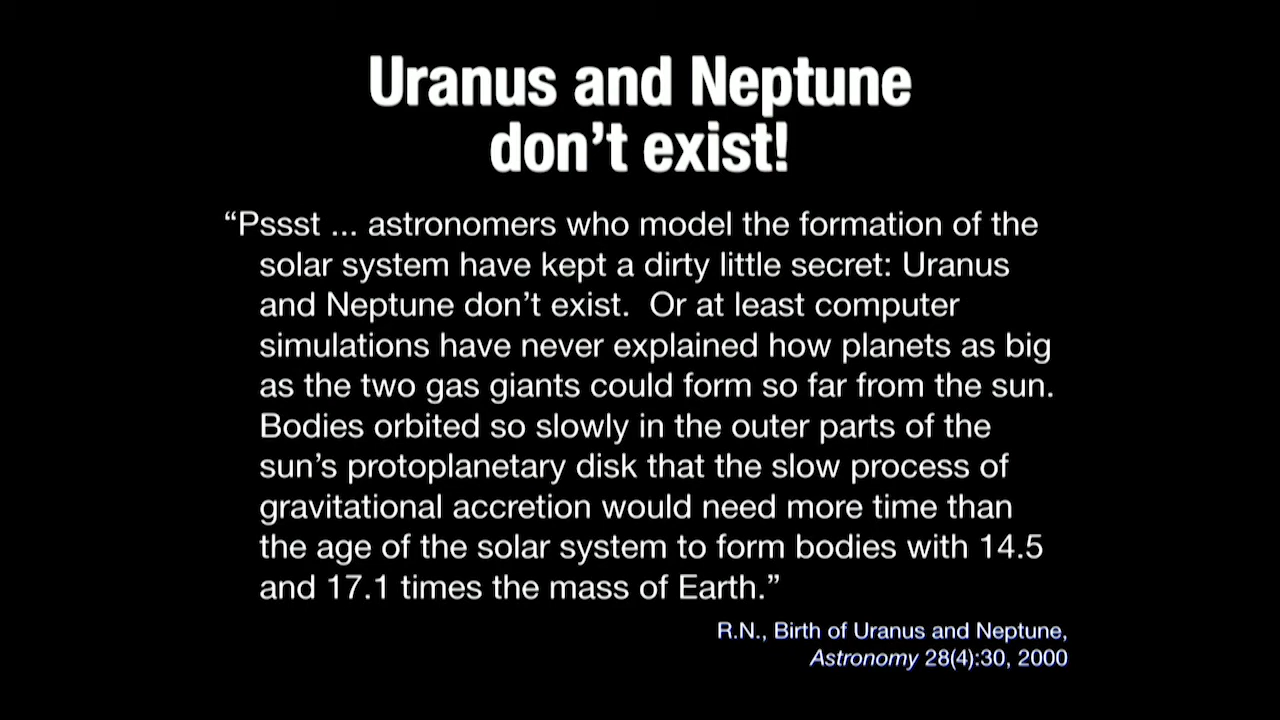 Uranus and Neptune
don’t exist!
“Pssst ... astronomers who model the formation of the
solar system have kept a dirty little secret: Uranus
and Neptune don’t exist.  Or at least computer
simulations have never explained how planets as big
as the two gas giants could form so far from the sun.
Bodies orbited so slowly in the outer parts of the
sun’s protoplanetary disk that the slow process of
gravitational accretion would need more time than
the age of the solar system to form bodies with 14.5
and 17.1 times the mass of Earth.”
R.N., Birth of Uranus and Neptune,
Astronomy 28(4):30, 2000